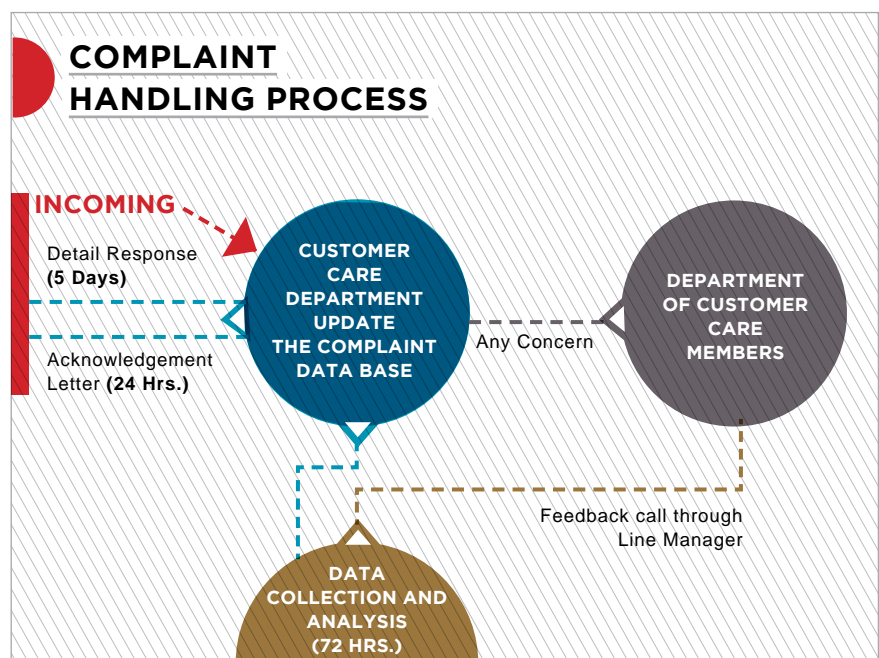 COMPLAINT
HANDLING PROCESS
INCOMING
Detail Response
(5 Days)
Acknowledgement
Letter (24 Hrs.)
CUSTOMER
CARE
DEPARTMENT
UPDATE
THE COMPLAINT
DATA BASE
Any Concern
DEPARTMENT
OF CUSTOMER
CARE
MEMBERS
Feedback call through
Line Manager
DATA
COLLECTION AND
ANALYSIS
(72 HRS.)